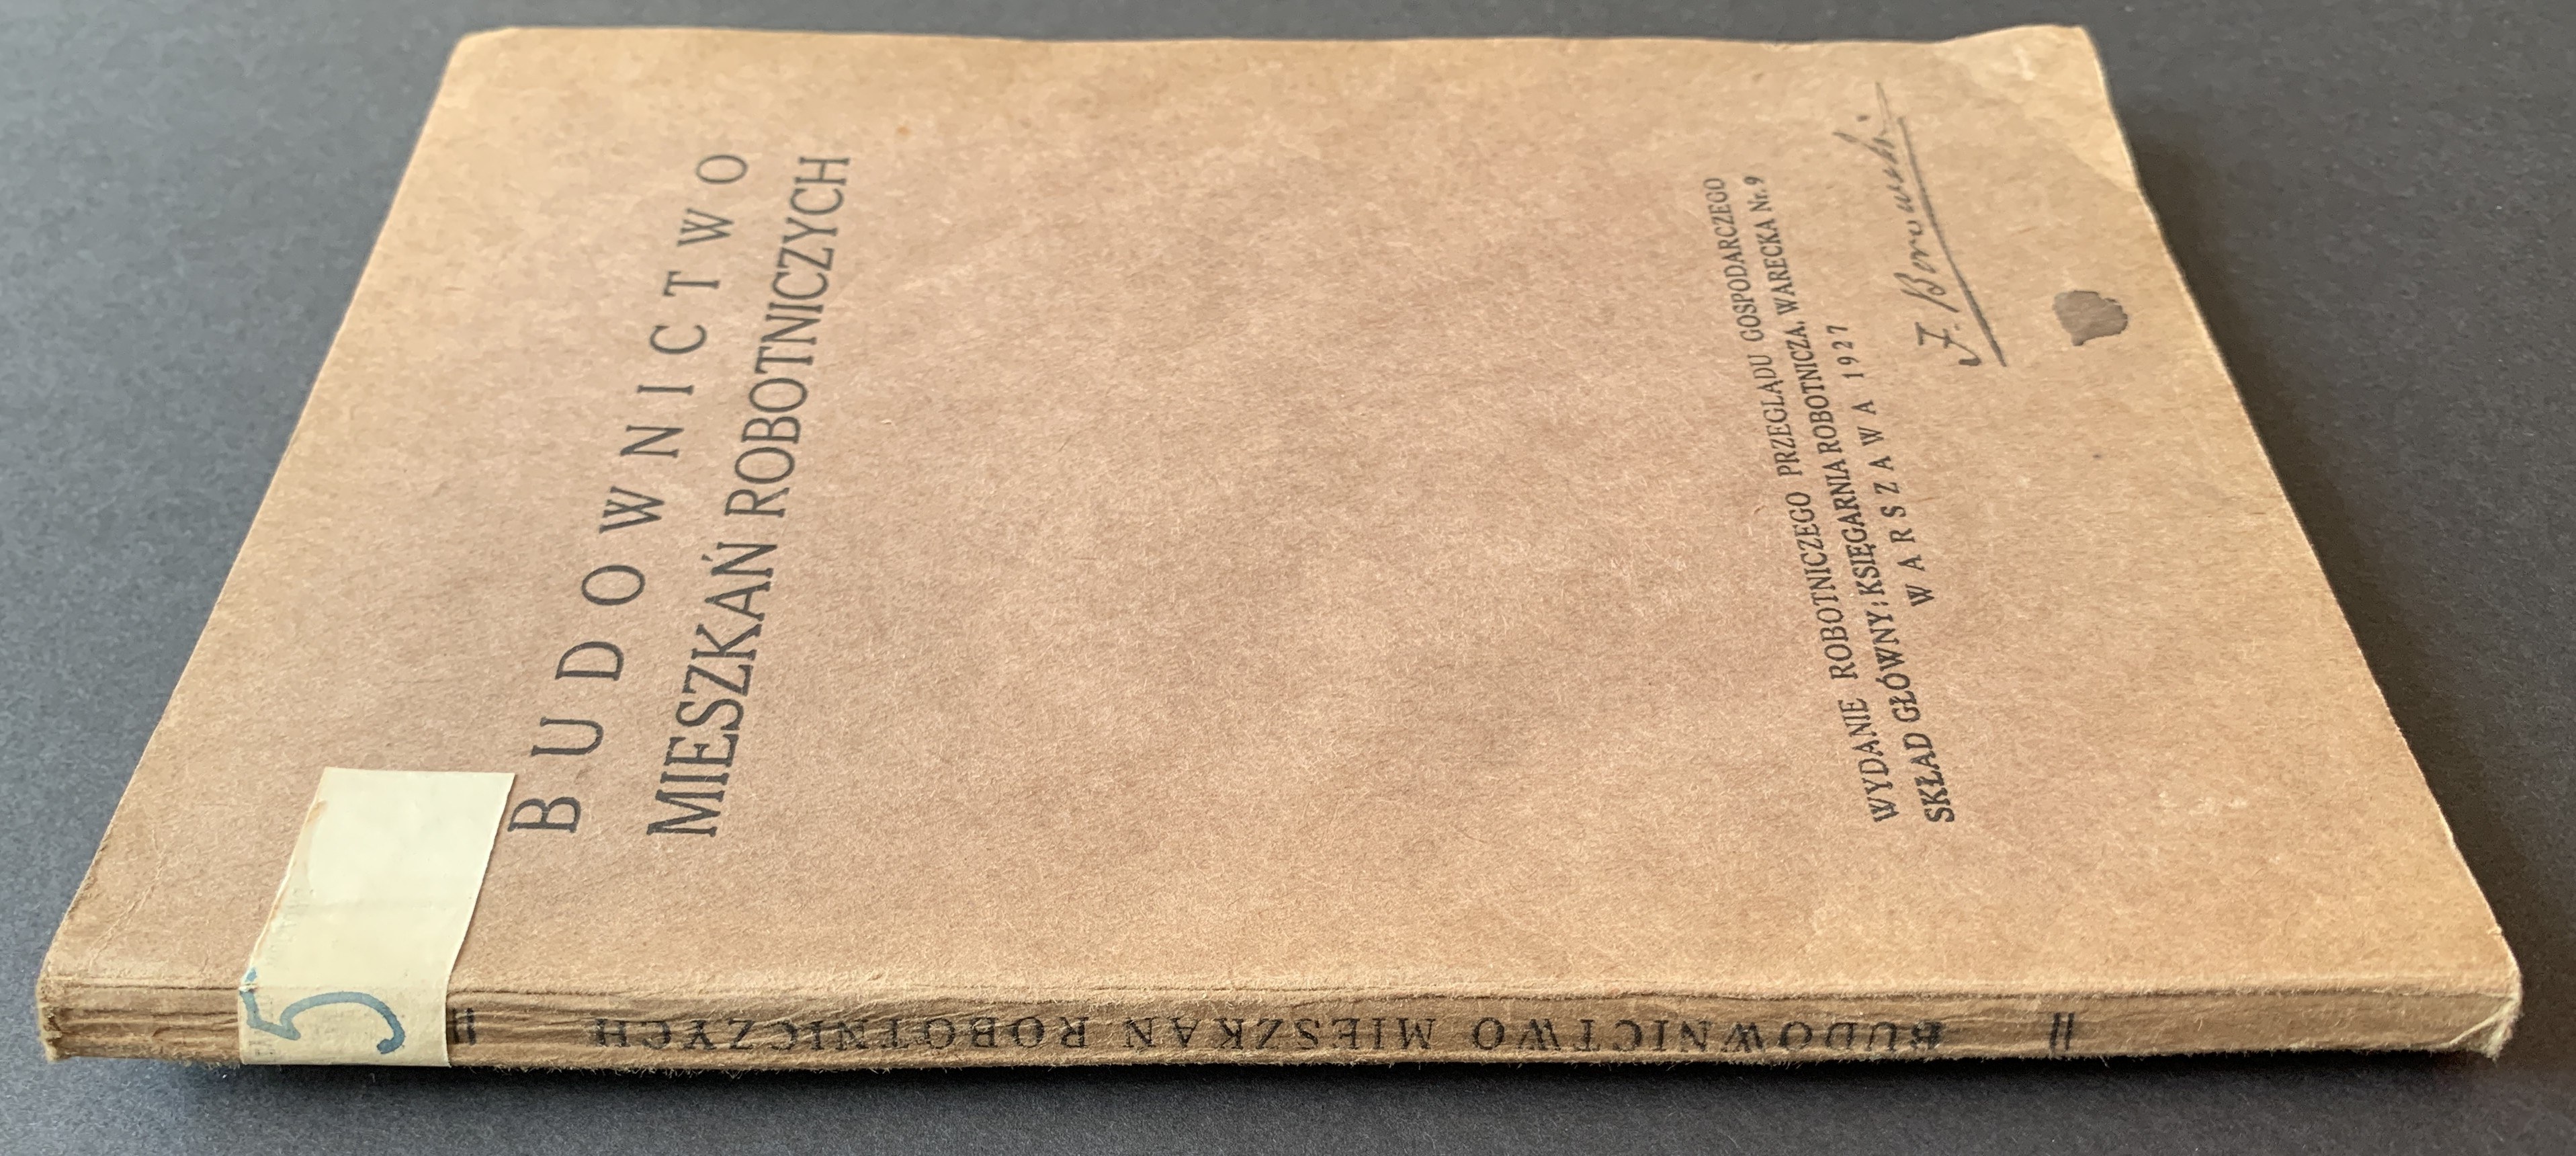 BUDOWNICTWO
MIESZKAŃ ROBOTNICZYCH
WYDANIE ROBOTNICZEGO PRZEGLĄDU GOSPODARCZEGO
SKŁAD GŁÓWNY: KSIĘGARNIA ROBOTNICZA, WARECKA Nr. 9
WARSZAWA 1927
F. Borowski
5
BUDOWNICTWO MIESZKAŃ ROBOTNICZYCH